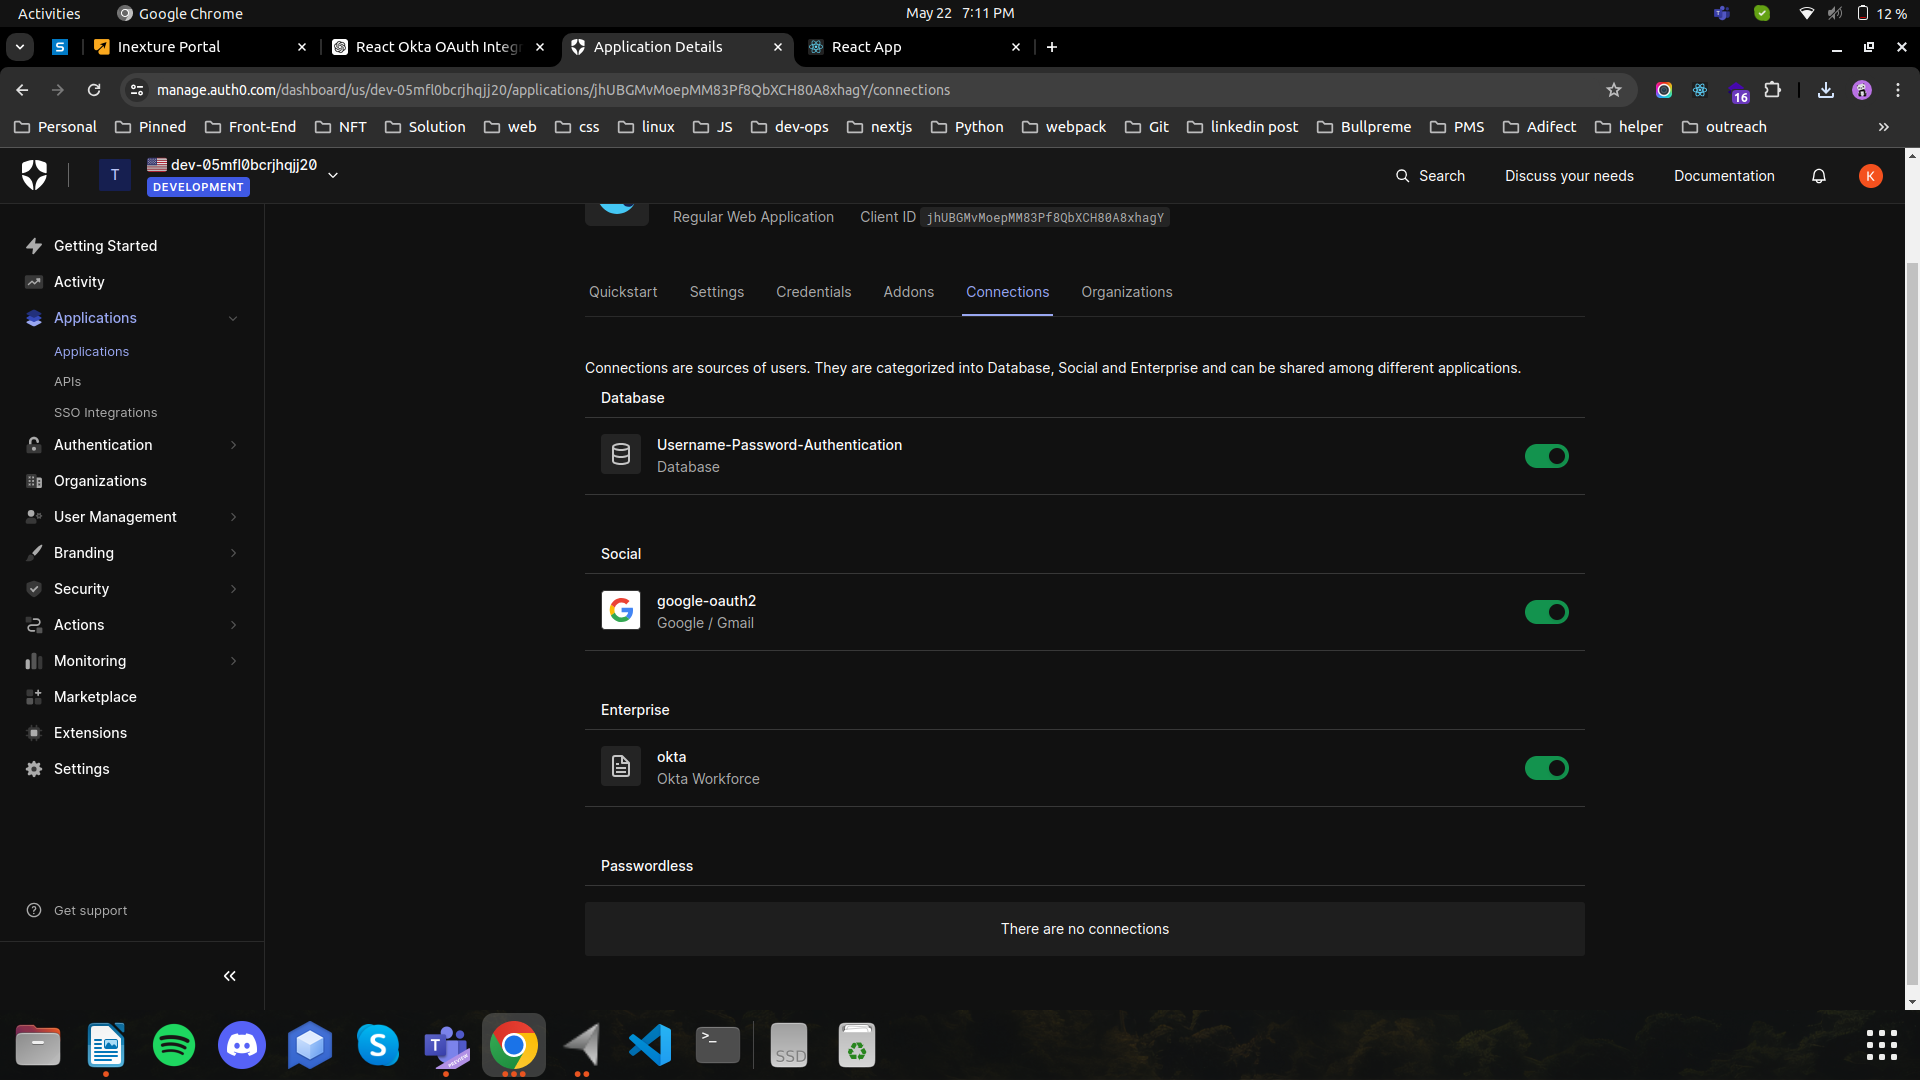 Activities
Google Chrome
May 22 7:11 PM
12 %
S
Inexture Portal
React Okta OAuth Integr
Application Details
React App
manage.auth0.com/dashboard/us/dev-05mfl0bcrjhqjj20/applications/jhUBGMvMoepMM83Pf8QbXCH80A8xhagY/connections
16
Personal
Pinned
Front-End
NFT
Solution
web
css
linux
JS
dev-ops
nextjs
Python
webpack
Git
linkedin post
Bullpreme
PMS
Adifect
helper
outreach
T
dev-05mfl0bcrjhqjj20
DEVELOPMENT
Search
Discuss your needs
Documentation
K
Getting Started
Activity
Applications
Applications
APIs
SSO Integrations
Authentication
Organizations
User Management
Branding
Security
Actions
Monitoring
Marketplace
Extensions
Settings
Get support
Regular Web Application
Client ID jhUBGMvMoepMM83Pf8QbXCH80A8xhagY
Quickstart
Settings
Credentials
Addons
Connections
Organizations
Connections are sources of users. They are categorized into Database, Social and Enterprise and can be shared among different applications.
Database
Username-Password-Authentication
Database
Social
google-oauth2
Google / Gmail
Enterprise
okta
Okta Workforce
Passwordless
There are no connections
S
T
PREVIEW
SSD